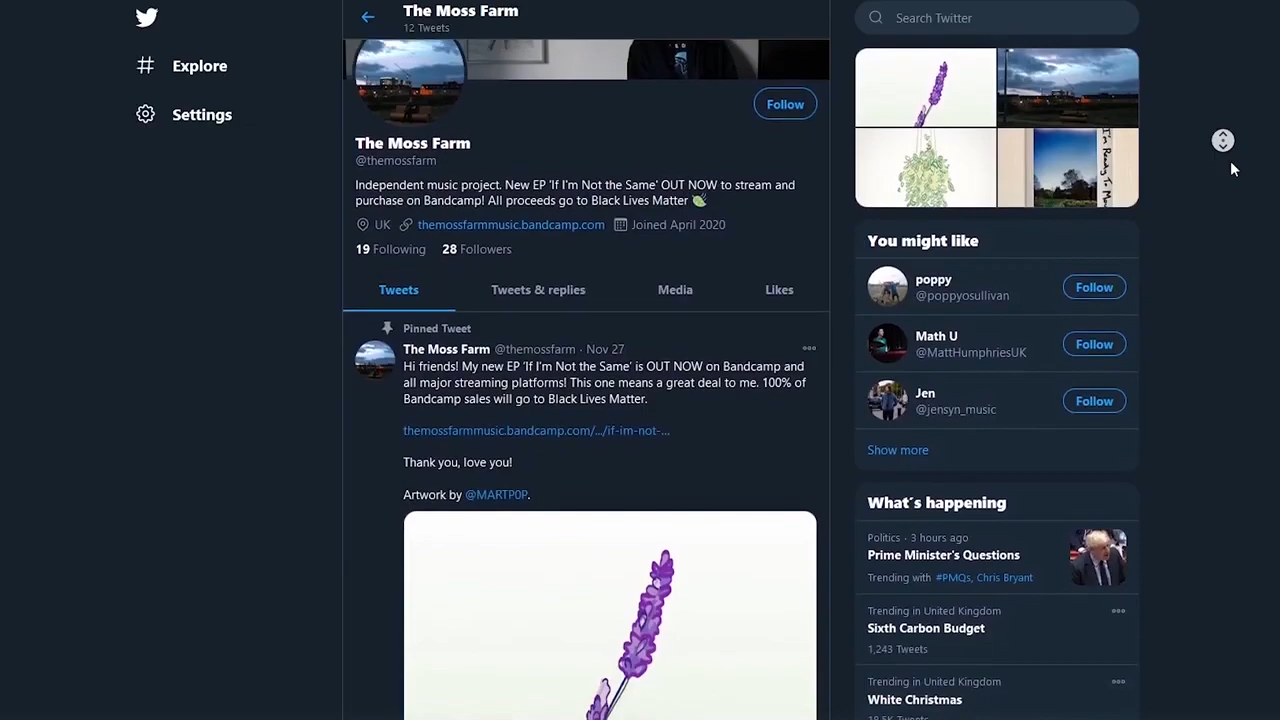 Explore
Settings
The Moss Farm
12 Tweets
Follow
The Moss Farm
@themossfarm
Independent music project. New EP 'If I'm Not the Same' OUT NOW to stream and
purchase on Bandcamp! All proceeds go to Black Lives Matter
UK themossfarmmusic.bandcamp.com Joined April 2020
19 Following 28 Followers
Tweets Tweets & replies Media Likes
Pinned Tweet
The Moss Farm @themossfarm · Nov 27
Hi friends! My new EP 'If I'm Not the Same' is OUT NOW on Bandcamp and
all major streaming platforms! This one means a great deal to me. 100% of
Bandcamp sales will go to Black Lives Matter.
themossfarmmusic.bandcamp.com/.../if-im-not-...
Thank you, love you!
Artwork by @MARTP0P.
Search Twitter
I'm Ready To
You might like
poppy
@poppyosullivan
Follow
Math U
@MattHumphriesUK
Follow
Jen
@jensyn_music
Follow
Show more
What´s happening
Politics · 3 hours ago
Prime Minister's Questions
Trending with #PMQs, Chris Bryant
Trending in United Kingdom
Sixth Carbon Budget
1,243 Tweets
Trending in United Kingdom
White Christmas